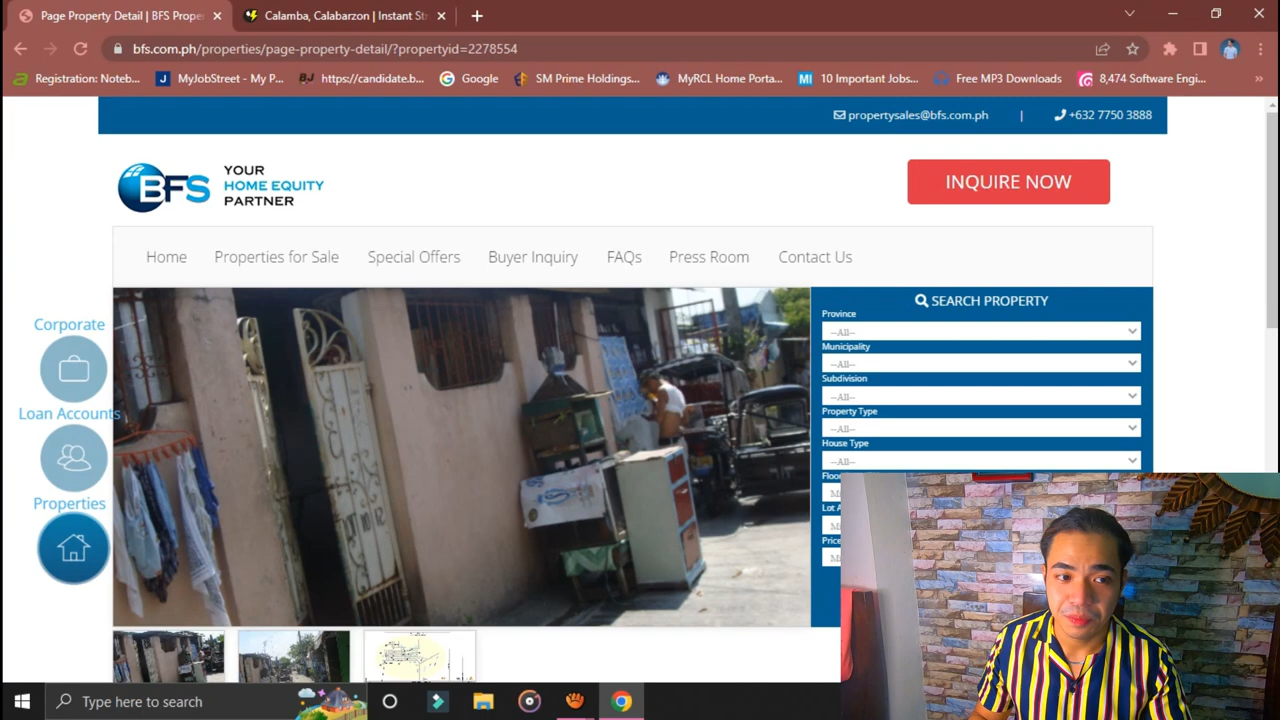 Page Property Detail | BFS Prope
Calamba, Calabarzon | Instant Str
bfs.com.ph/properties/page-property-detail/?propertyid=2278554
Registration: Noteb...
MyJobStreet - My P...
https://candidate.b...
Google
SM Prime Holdings...
MyRCL Home Porta...
10 Important Jobs...
Free MP3 Downloads
8,474 Software Engi...
propertysales@bfs.com.ph | +632 7750 3888
BFS
YOUR
HOME EQUITY
PARTNER
INQUIRE NOW
Home
Properties for Sale
Special Offers
Buyer Inquiry
FAQs
Press Room
Contact Us
Corporate
Loan Accounts
Properties
SEARCH PROPERTY
Province
--All--
Municipality
--All--
Subdivision
--All--
Property Type
--All--
House Type
--All--
Floo
Lot A
Price
Type here to search